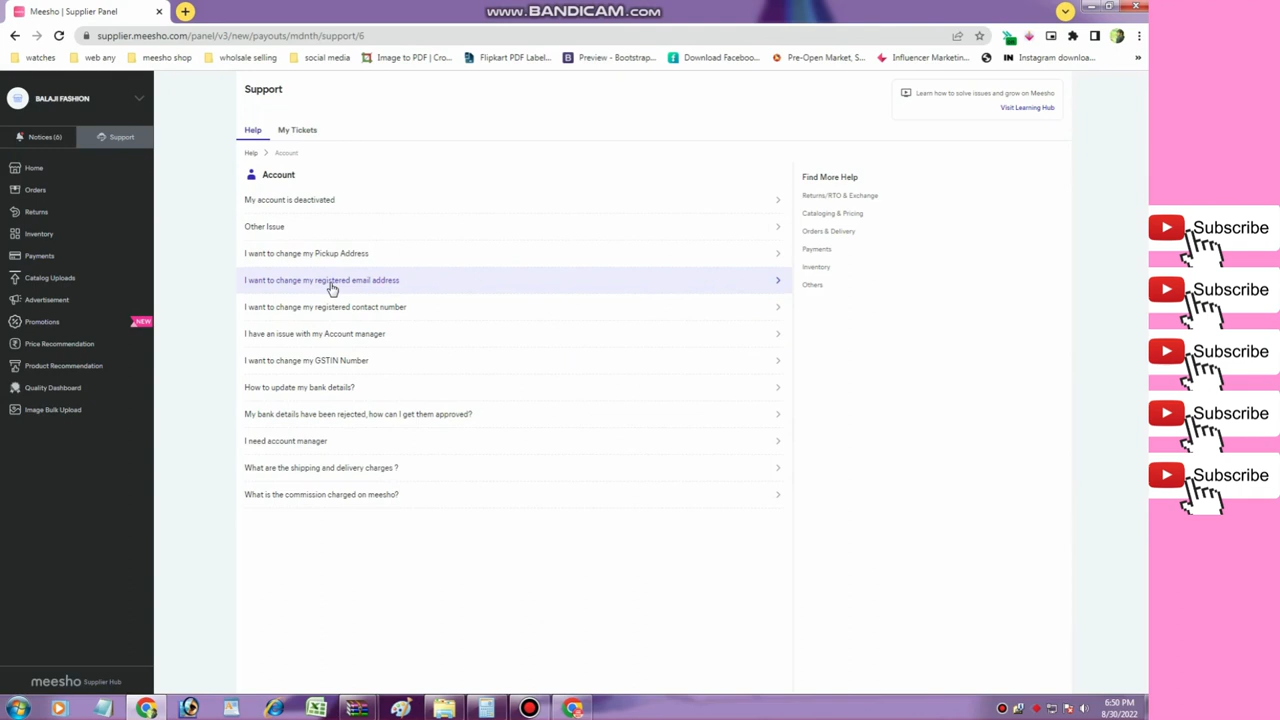 WWW.BANDICAM.COM
Meesho | Supplier Panel
supplier.meesho.com/panel/v3/new/payouts/mdnth/support/6
watches
web any
meesho shop
wholsale selling
social media
Image to PDF | Cro...
Flipkart PDF Label...
Preview - Bootstrap...
Download Faceboo...
Pre-Open Market, S...
Influencer Marketin...
Instagram downloa...
BALAJI FASHION
Notices (6)
Support
Home
Orders
Returns
Inventory
Payments
Catalog Uploads
Advertisement
Promotions
NEW
Price Recommendation
Product Recommendation
Quality Dashboard
Image Bulk Upload
meesho Supplier Hub
Support
Learn how to solve issues and grow on Meesho
Visit Learning Hub
Help
My Tickets
Help > Account
Account
My account is deactivated
Other Issue
I want to change my Pickup Address
I want to change my registered email address
I want to change my registered contact number
I have an issue with my Account manager
I want to change my GSTIN Number
How to update my bank details?
My bank details have been rejected, how can I get them approved?
I need account manager
What are the shipping and delivery charges ?
What is the commission charged on meesho?
Find More Help
Returns/RTO & Exchange
Cataloging & Pricing
Orders & Delivery
Payments
Inventory
Others
Subscribe
Subscribe
Subscribe
Subscribe
Subscribe
6:50 PM
8/30/2022